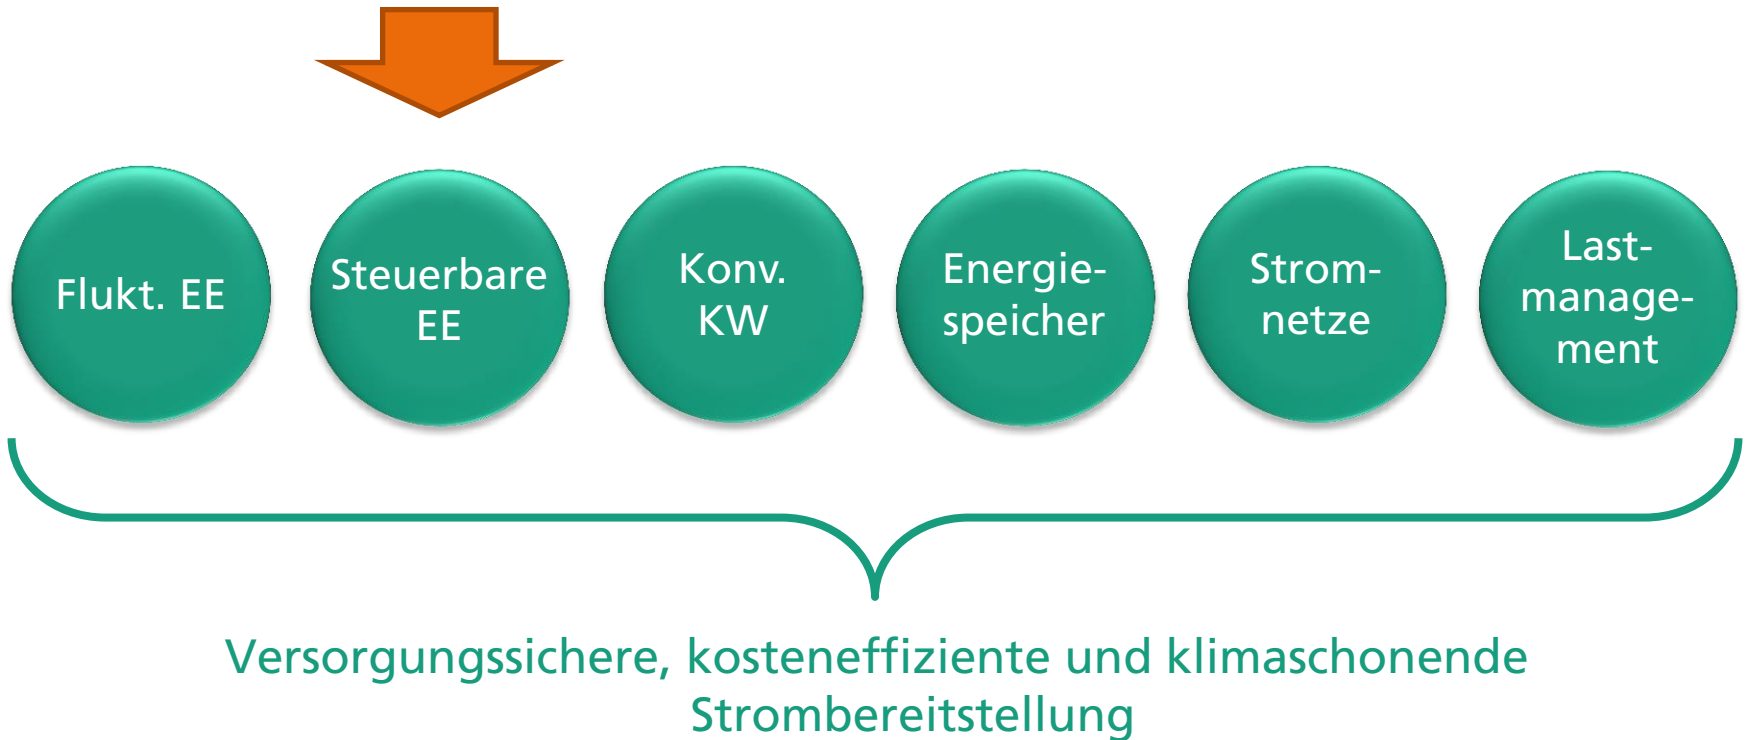 Flukt. EE
Steuerbare
EE
Konv.
KW
Energie-
speicher
Strom-
netze
Last-
manage-
ment
Versorgungssichere, kosteneffiziente und klimaschonende
Strombereitstellung